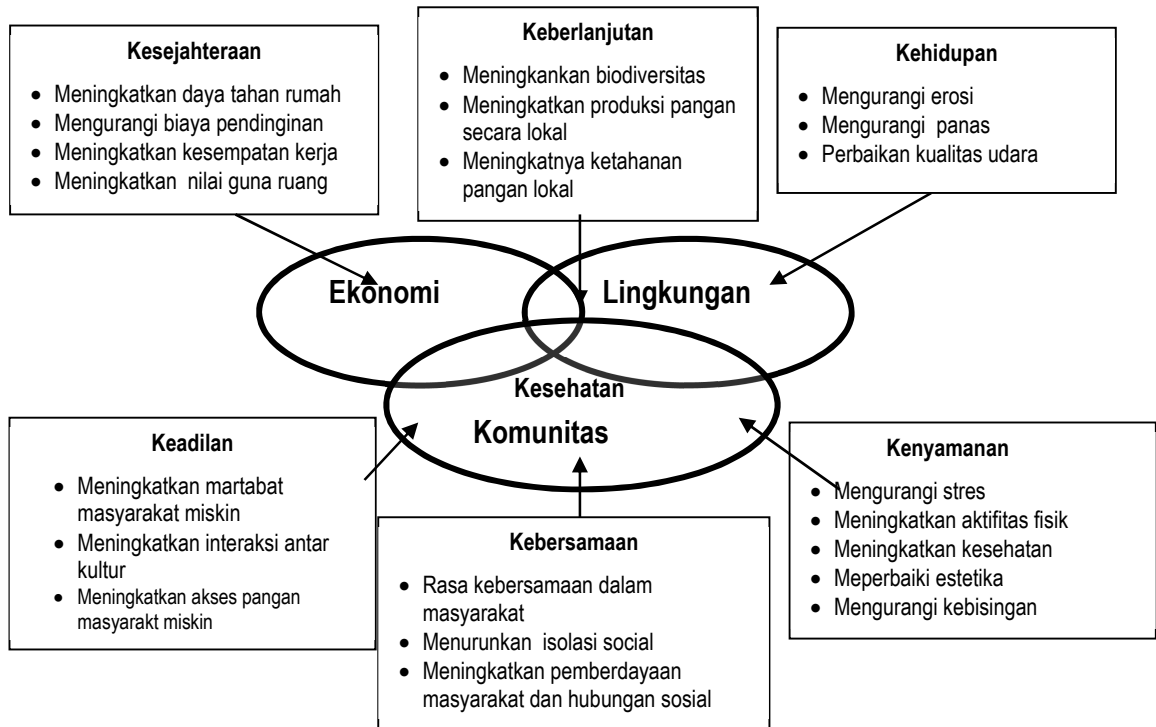 Kesejahteraan
• Meningkatkan daya tahan rumah
• Mengurangi biaya pendinginan
• Meningkatkan kesempatan kerja
• Meningkatkan nilai guna ruang
Keberlanjutan
• Meningkankan biodiversitas
• Meningkatkan produksi pangan
secara lokal
• Meningkatnya ketahanan
pangan lokal
Kehidupan
• Mengurangi erosi
• Mengurangi panas
• Perbaikan kualitas udara
Ekonomi
Lingkungan
Kesehatan
Komunitas
Keadilan
• Meningkatkan martabat
masyarakat miskin
• Meningkatkan interaksi antar
kultur
• Meningkatkan akses pangan
masyarakt miskin
Kebersamaan
• Rasa kebersamaan dalam
masyarakat
• Menurunkan isolasi social
• Meningkatkan pemberdayaan
masyarakat dan hubungan sosial
Kenyamanan
• Mengurangi stres
• Meningkatkan aktifitas fisik
• Meningkatkan kesehatan
• Meperbaiki estetika
• Mengurangi kebisingan